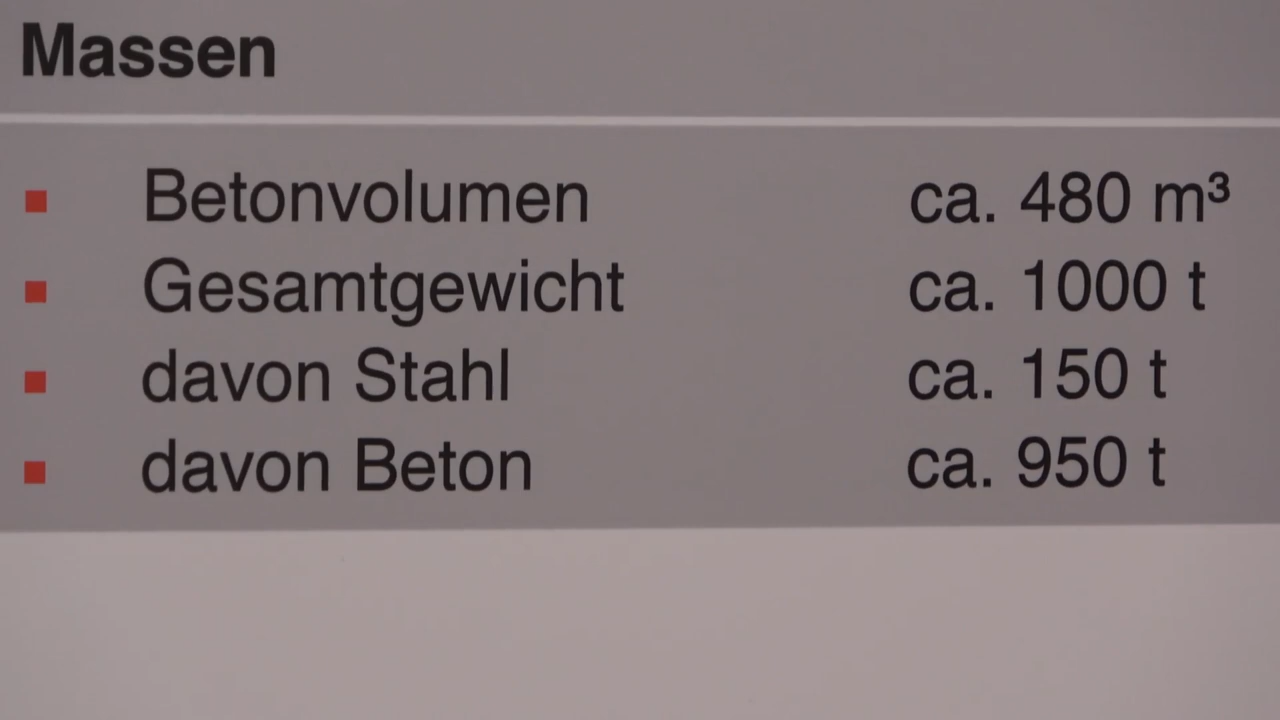 Massen
Betonvolumen ca. 480 m³
Gesamtgewicht ca. 1000 t
davon Stahl ca. 150 t
davon Beton ca. 950 t